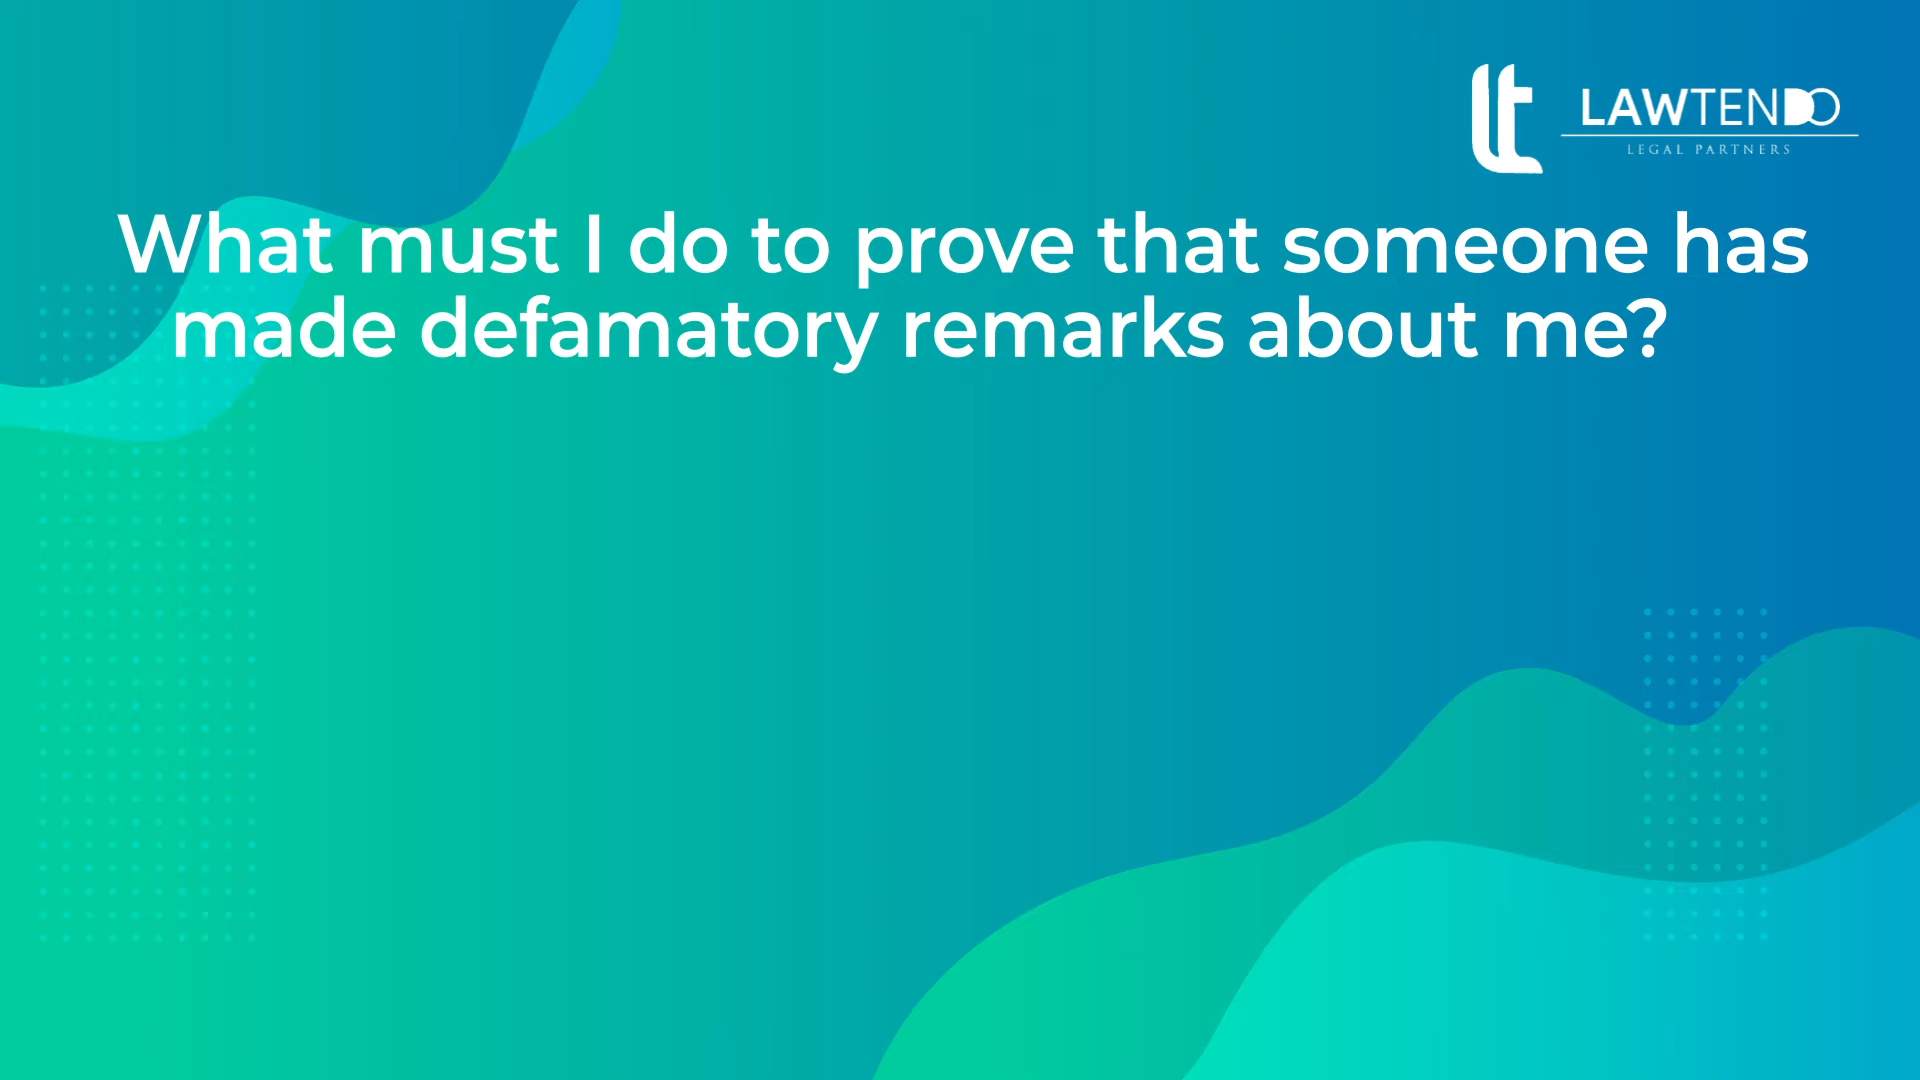 LAWTENDO
LEGAL PARTNERS
What must I do to prove that someone has
made defamatory remarks about me?